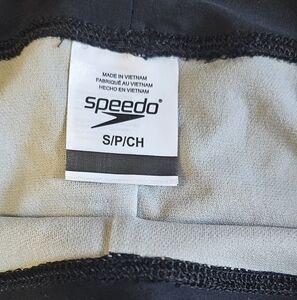 MADE IN VIETNAM
FABRIQUÉ AU VIETNAM
HECHO EN VIETNAM
speedo®
S/P/CH